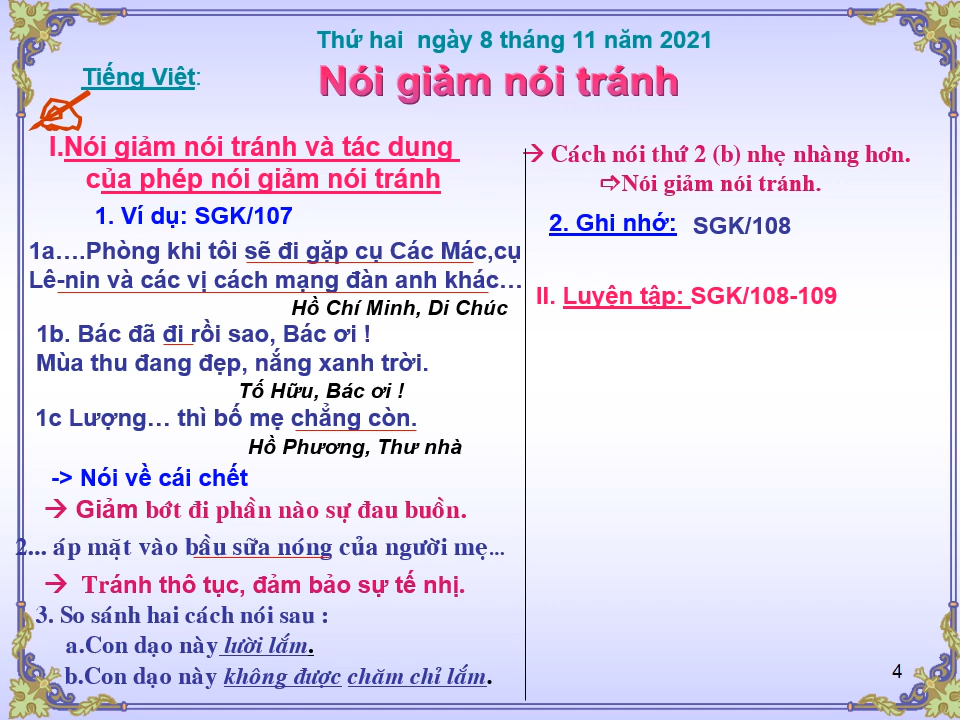 Thứ hai ngày 8 tháng 11 năm 2021
Tiếng Việt:
Nói giảm nói tránh
I.Nói giảm nói tránh và tác dụng
của phép nói giảm nói tránh
1. Ví dụ: SGK/107
1a….Phòng khi tôi sẽ đi gặp cụ Các Mác,cụ
Lê-nin và các vị cách mạng đàn anh khác…
Hồ Chí Minh, Di Chúc
1b. Bác đã đi rồi sao, Bác ơi !
Mùa thu đang đẹp, nắng xanh trời.
Tố Hữu, Bác ơi !
1c Lượng… thì bố mẹ chẳng còn.
Hồ Phương, Thư nhà
-> Nói về cái chết
→ Giảm bớt đi phần nào sự đau buồn.
2... áp mặt vào bầu sữa nóng của người mẹ...
→ Tránh thô tục, đảm bảo sự tế nhị.
3. So sánh hai cách nói sau :
a.Con dạo này lười lắm.
b.Con dạo này không được chăm chỉ lắm.
→ Cách nói thứ 2 (b) nhẹ nhàng hơn.
⇨Nói giảm nói tránh.
2. Ghi nhớ: SGK/108
II. Luyện tập: SGK/108-109
4